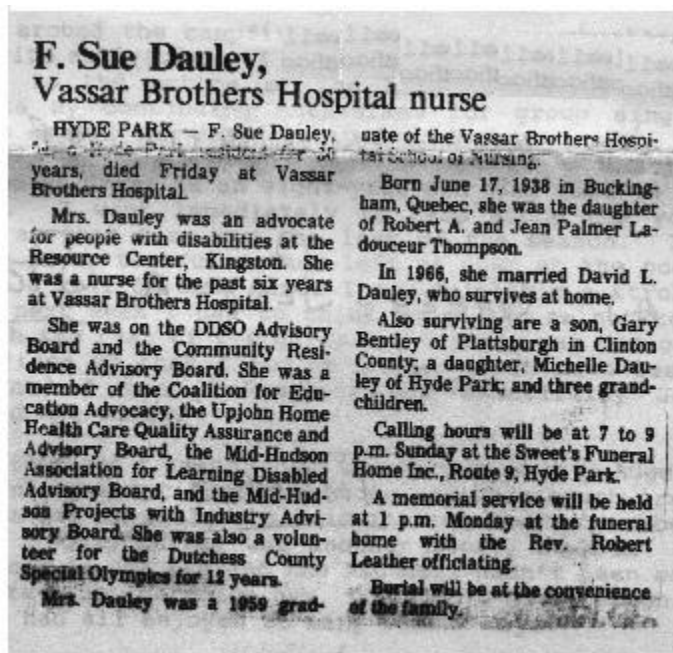 F. Sue Dauley,
Vassar Brothers Hospital nurse
HYDE PARK — F. Sue Dauley,
a Hyde Park resident for 30
years, died Friday at Vassar
Brothers Hospital.
Mrs. Dauley was an advocate
for people with disabilities at the
Resource Center, Kingston. She
was a nurse for the past six years
at Vassar Brothers Hospital.
She was on the DDSO Advisory
Board and the Community Resi-
dence Advisory Board. She was a
member of the Coalition for Edu-
cation Advocacy, the Upjohn Home
Health Care Quality Assurance and
Advisory Board, the Mid-Hudson
Association for Learning Disabled
Advisory Board, and the Mid-Hud-
son Projects with Industry Advi-
sory Board. She was also a volun-
teer for the Dutchess County
Special Olympics for 12 years.
Mrs. Dauley was a 1959 grad-
uate of the Vassar Brothers Hospi-
tal School of Nursing.
Born June 17, 1938 in Bucking-
ham, Quebec, she was the daughter
of Robert A. and Jean Palmer La-
douceur Thompson.
In 1966, she married David L.
Dauley, who survives at home.
Also surviving are a son, Gary
Bentley of Plattsburgh in Clinton
County; a daughter, Michelle Dau-
ley of Hyde Park; and three grand-
children.
Calling hours will be at 7 to 9
p.m. Sunday at the Sweet's Funeral
Home Inc., Route 9, Hyde Park.
A memorial service will be held
at 1 p.m. Monday at the funeral
home with the Rev. Robert
Leather officiating.
Burial will be at the convenience
of the family.